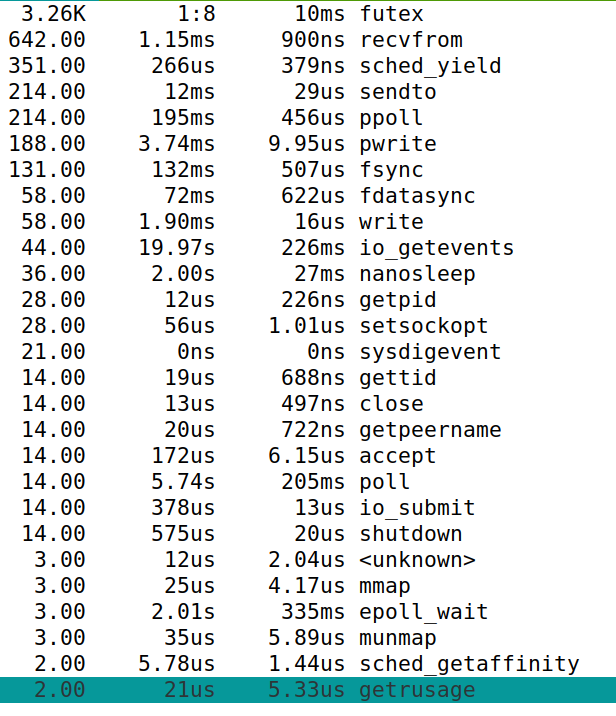 3.26K 1:8 10ms futex
642.00 1.15ms 900ns recvfrom
351.00 266us 379ns sched_yield
214.00 12ms 29us sendto
214.00 195ms 456us ppoll
188.00 3.74ms 9.95us pwrite
131.00 132ms 507us fsync
58.00 72ms 622us fdatasync
58.00 1.90ms 16us write
44.00 19.97s 226ms io_getevents
36.00 2.00s 27ms nanosleep
28.00 12us 226ns getpid
28.00 56us 1.01us setsockopt
21.00 0ns 0ns sysdigevent
14.00 19us 688ns gettid
14.00 13us 497ns close
14.00 20us 722ns getpeername
14.00 172us 6.15us accept
14.00 5.74s 205ms poll
14.00 378us 13us io_submit
14.00 575us 20us shutdown
3.00 12us 2.04us <unknown>
3.00 25us 4.17us mmap
3.00 2.01s 335ms epoll_wait
3.00 35us 5.89us munmap
2.00 5.78us 1.44us sched_getaffinity
2.00 21us 5.33us getrusage